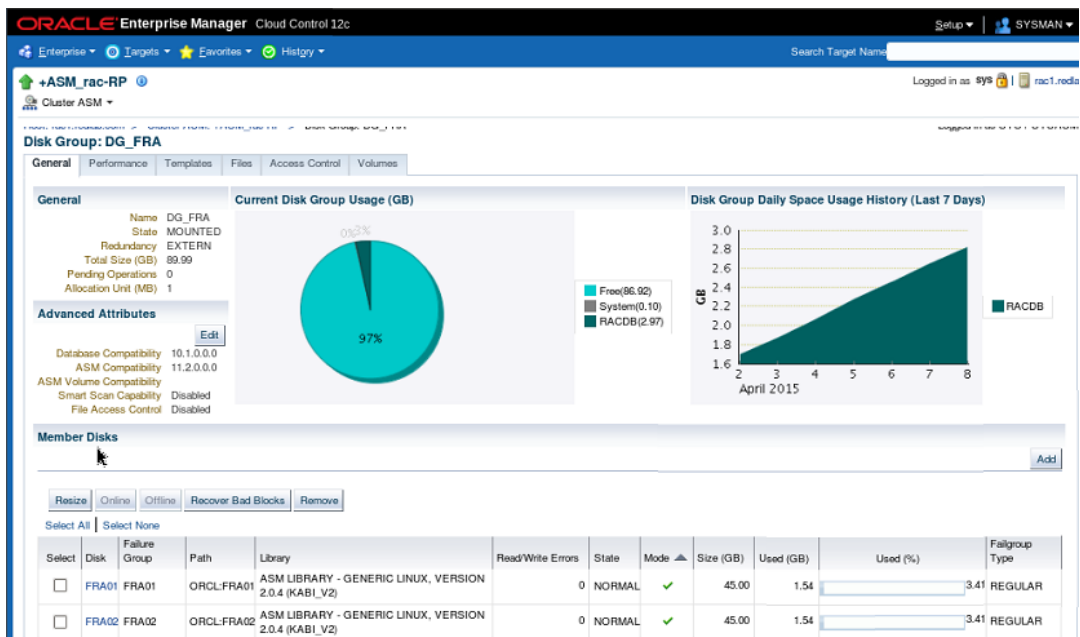 ORACLE Enterprise Manager Cloud Control 12c
Setup SYSMAN
Enterprise Targets Favorites History Search Target Name
+ASM_rac-RP
Logged in as sys rac1.redla
Cluster ASM
Disk Group: DG_FRA
General Performance Templates Files Access Control Volumes
General
Name DG_FRA
State MOUNTED
Redundancy EXTERN
Total Size (GB) 89.99
Pending Operations 0
Allocation Unit (MB) 1
Advanced Attributes
Edit
Database Compatibility 10.1.0.0.0
ASM Compatibility 11.2.0.0.0
ASM Volume Compatibility
Smart Scan Capability Disabled
File Access Control Disabled
Current Disk Group Usage (GB)
97%
Free(86.92)
System(0.10)
RACDB(2.97)
Disk Group Daily Space Usage History (Last 7 Days)
3.0
2.8
2.6
2.4
2.2
2.0
1.8
1.6
GB
2 3 4 5 6 7 8
April 2015
RACDB
Member Disks
Add
Resize Online Offline Recover Bad Blocks Remove
Select All Select None
Select Disk Failure Group Path Library Read/Write Errors State Mode Size (GB) Used (GB) Used (%) Failgroup Type
FRA01 FRA01 ORCL:FRA01 ASM LIBRARY - GENERIC LINUX, VERSION 2.0.4 (KABI_V2) 0 NORMAL 45.00 1.54 3.41 REGULAR
FRA02 FRA02 ORCL:FRA02 ASM LIBRARY - GENERIC LINUX, VERSION 2.0.4 (KABI_V2) 0 NORMAL 45.00 1.54 3.41 REGULAR